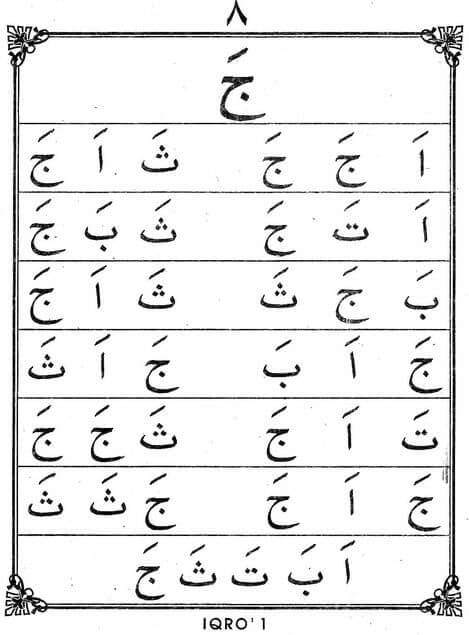 ٨
جَ
اَ جَ جَ ثَ اَ جَ
اَ تَ جَ ثَ بَ جَ
بَ جَ ثَ ثَ اَ جَ
جَ اَ بَ جَ اَ ثَ
تَ اَ جَ ثَ جَ جَ
جَ اَ جَ جَ ثَ ثَ
اَ بَ تَ ثَ جَ
IQRO' 1